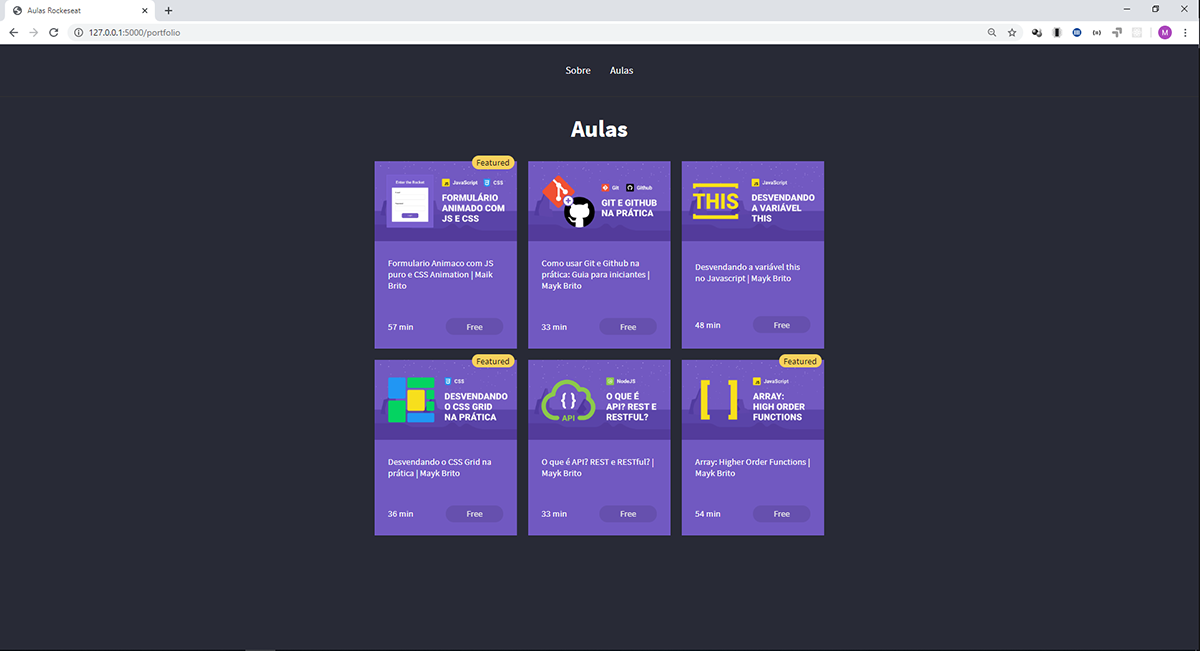 Aulas Rockeseat
127.0.0.1:5000/portfolio
M
Sobre Aulas
Aulas
Featured
Enter the Rocket
JavaScript CSS
FORMULÁRIO
ANIMADO COM
JS E CSS
Formulario Animaco com JS
puro e CSS Animation | Maik
Brito
57 min Free
Git Github
GIT E GITHUB
NA PRÁTICA
Como usar Git e Github na
prática: Guia para iniciantes |
Mayk Brito
33 min Free
THIS
JavaScript
DESVENDANDO
A VARIÁVEL
THIS
Desvendando a variável this
no Javascript | Mayk Brito
48 min Free
Featured
CSS
DESVENDANDO
O CSS GRID
NA PRÁTICA
Desvendando o CSS Grid na
prática | Mayk Brito
36 min Free
{ }
API
NodeJS
O QUE É
API? REST E
RESTFUL?
O que é API? REST e RESTful? |
Mayk Brito
33 min Free
Featured
[ ]
JavaScript
ARRAY:
HIGH ORDER
FUNCTIONS
Array: Higher Order Functions |
Mayk Brito
54 min Free